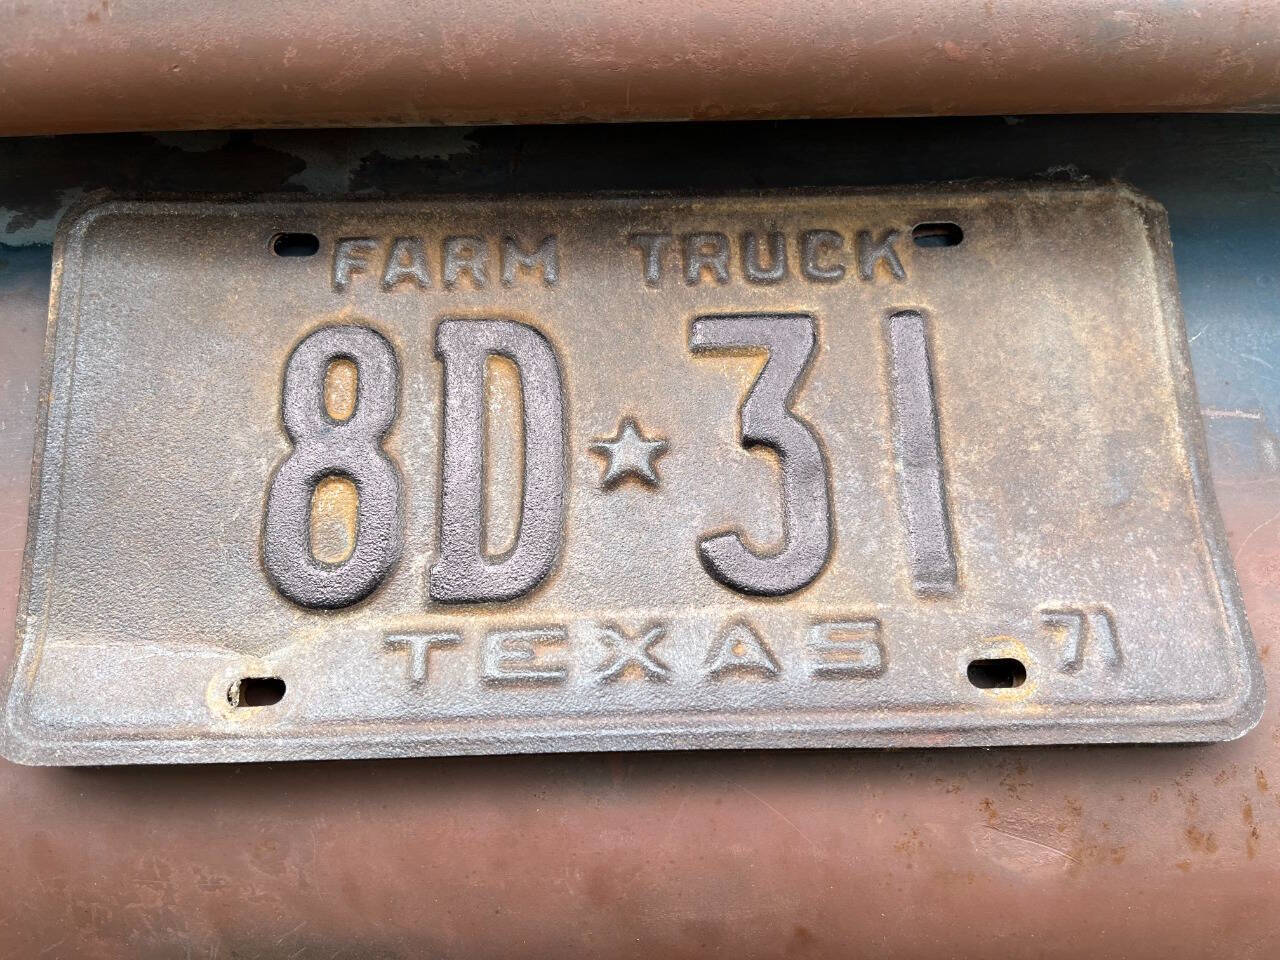 FARM TRUCK
8D★31
TEXAS 71